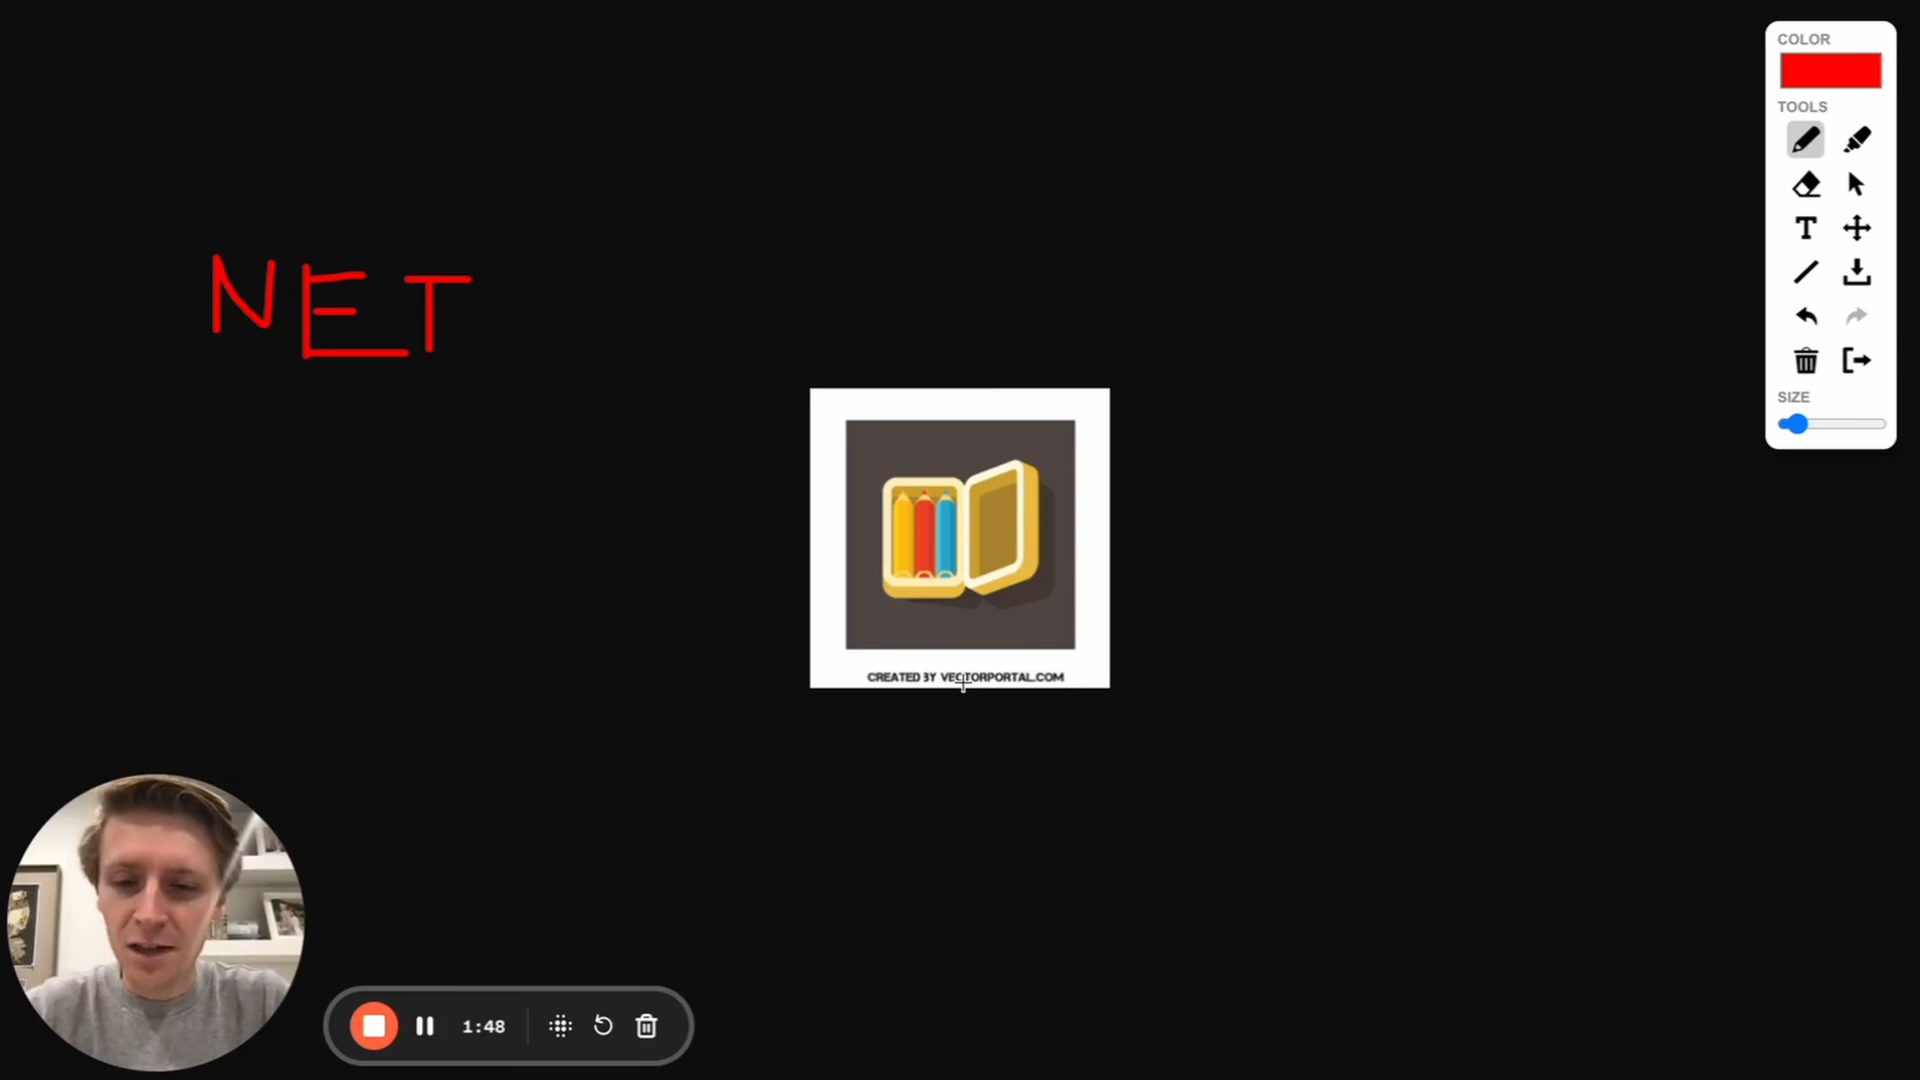 COLOR
TOOLS
T
SIZE
NET
CREATED BY VECTORPORTAL.COM
1:48